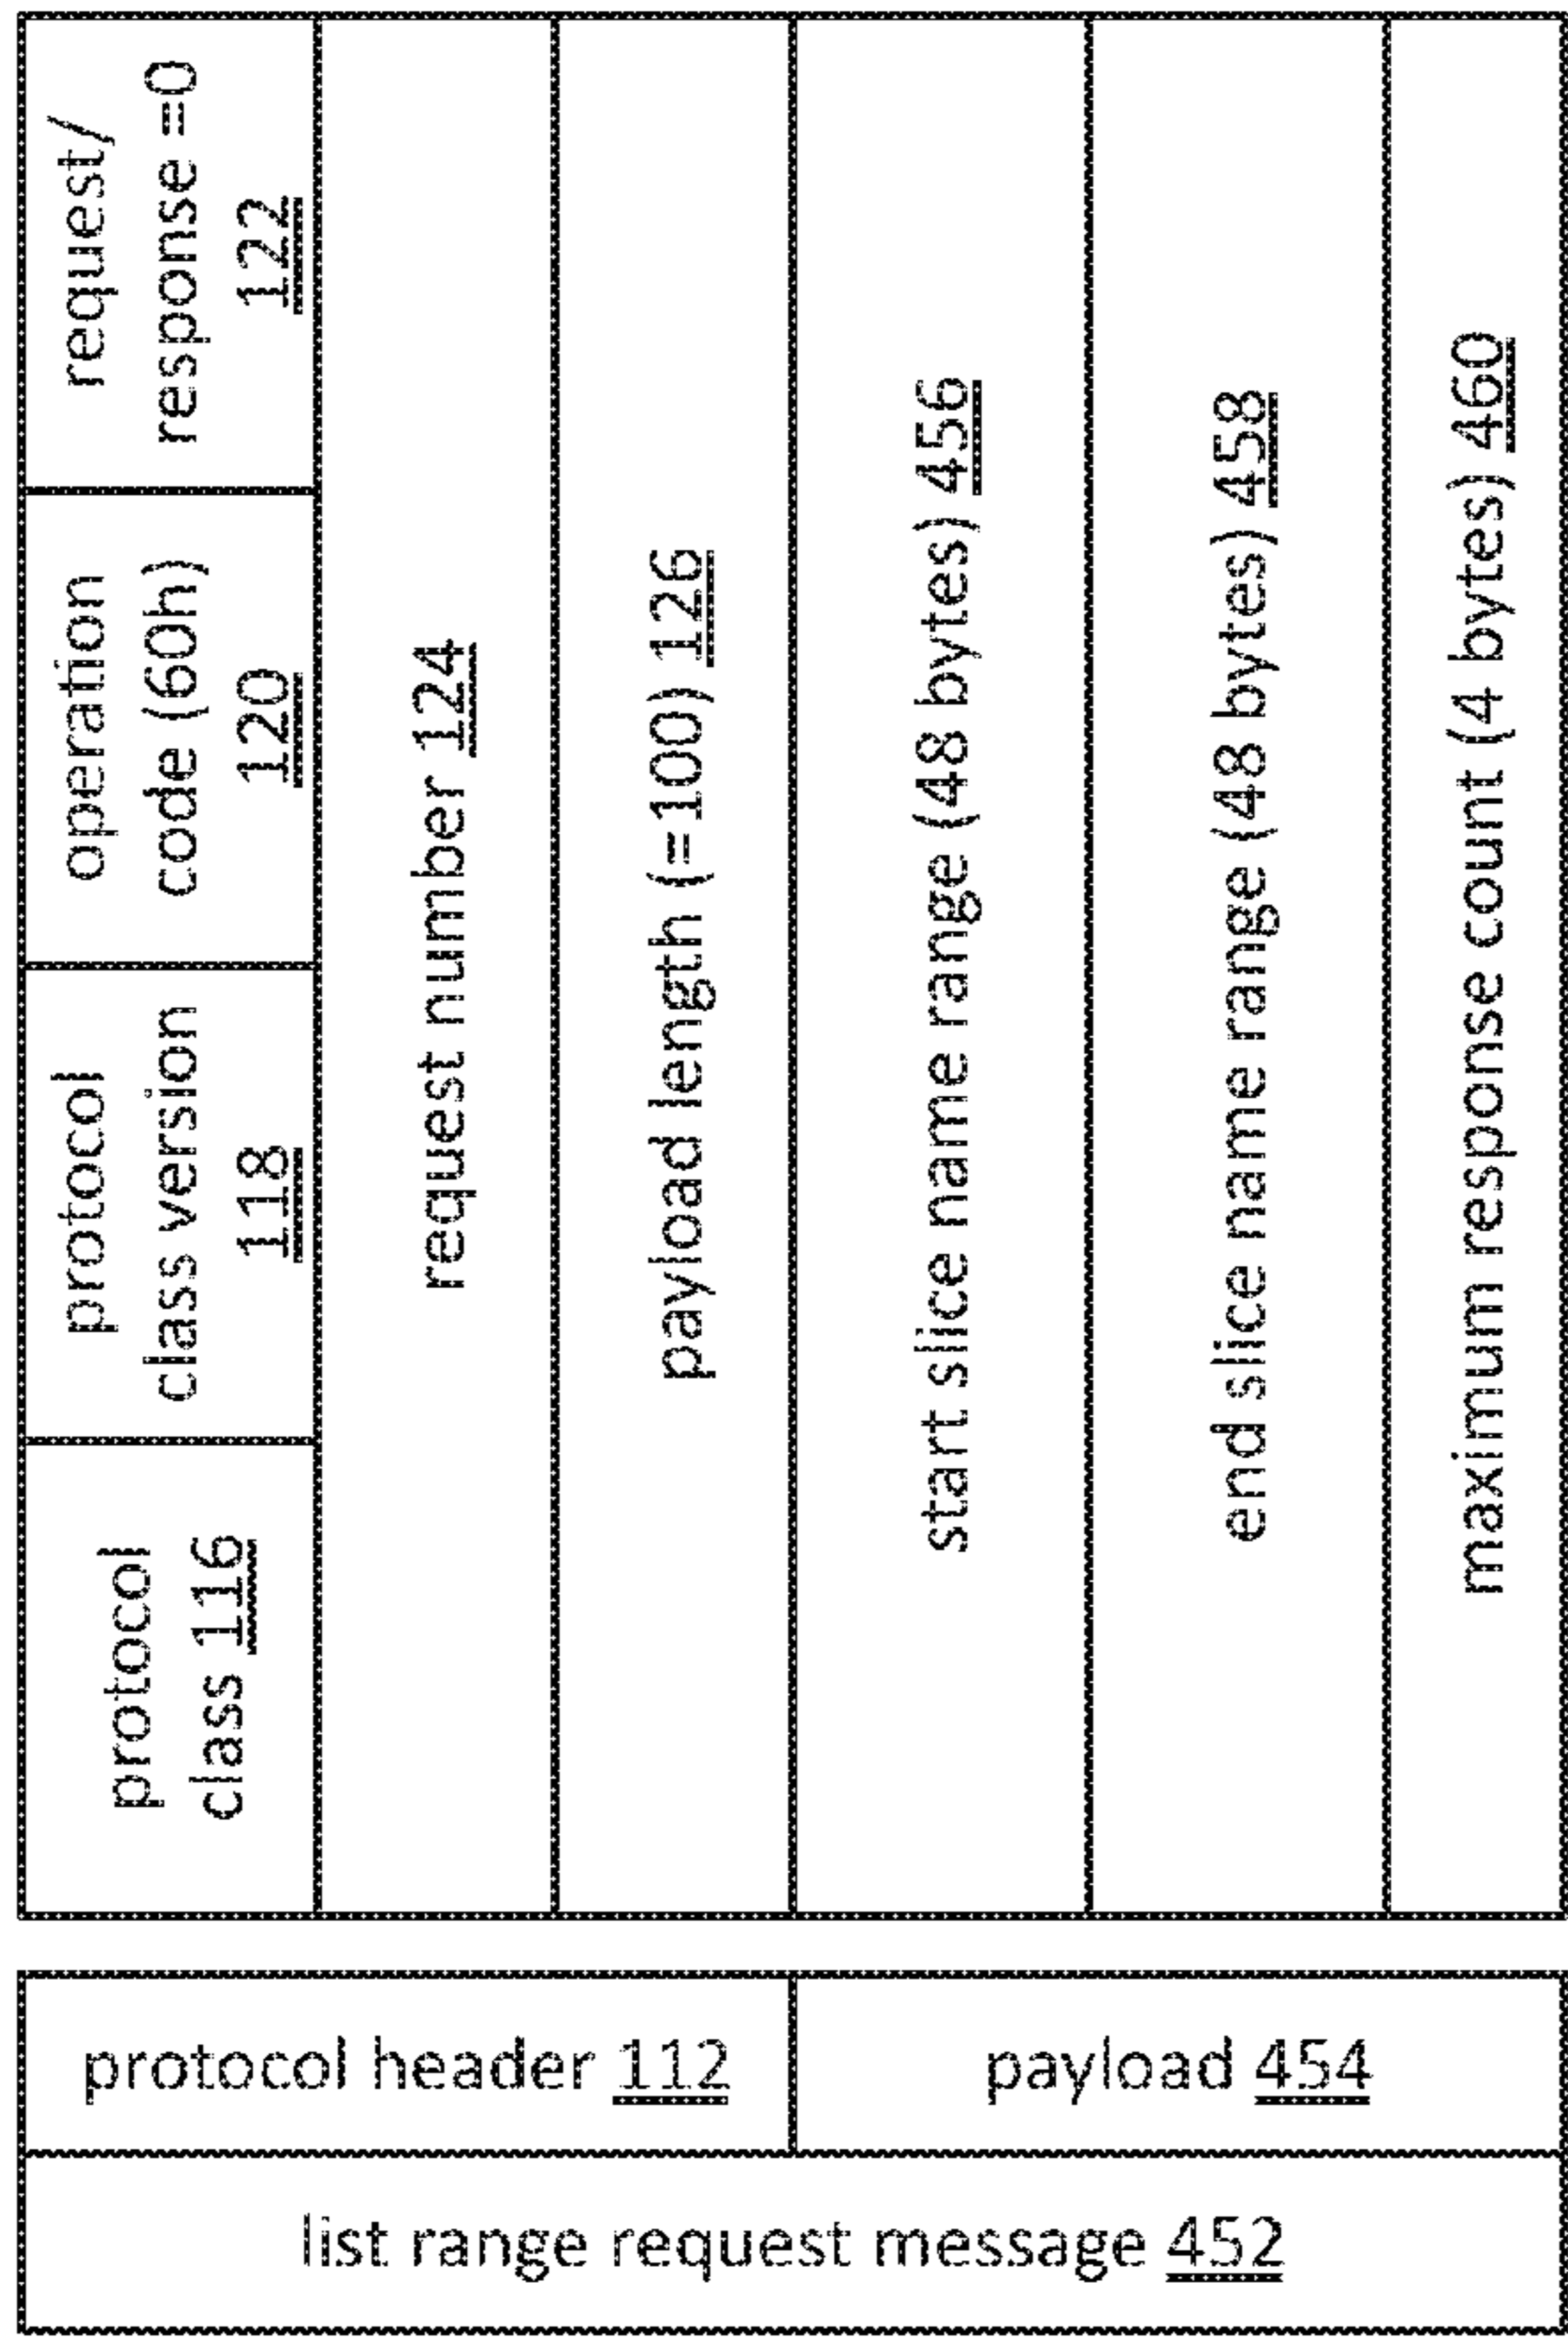 list range request message 452
protocol header 112
payload 454
protocol
class 116
protocol
class version
118
operation
code (60h)
120
request/
response =0
122
request number 124
payload length (=100) 126
start slice name range (48 bytes) 456
end slice name range (48 bytes) 458
maximum response count (4 bytes) 460